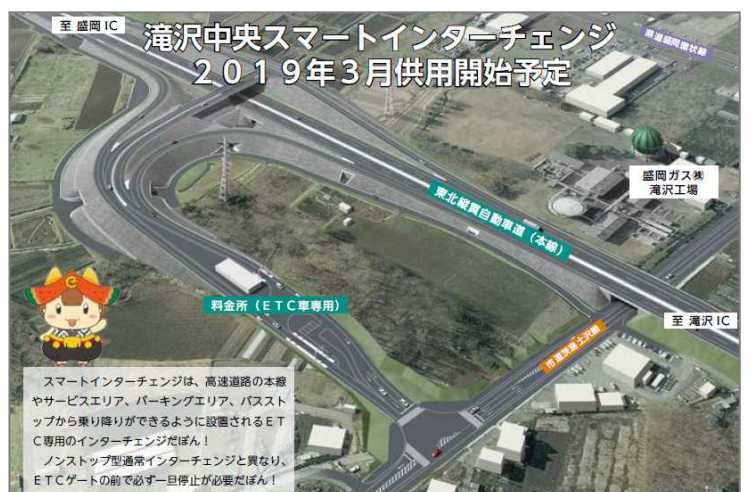 至 盛岡IC
滝沢中央スマートインターチェンジ
２０１９年３月供用開始予定
県道盛岡環状線
盛岡ガス㈱
滝沢工場
東北縦貫自動車道（本線）
料金所（ＥＴＣ車専用）
至 滝沢IC
スマートインターチェンジは、高速道路の本線
やサービスエリア、パーキングエリア、バススト
ップから乗り降りができるように設置されるＥＴ
Ｃ専用のインターチェンジだぽん！
ノンストップ型通常インターチェンジと異なり、
ＥＴＣゲートの前で必ず一旦停止が必要だぽん！